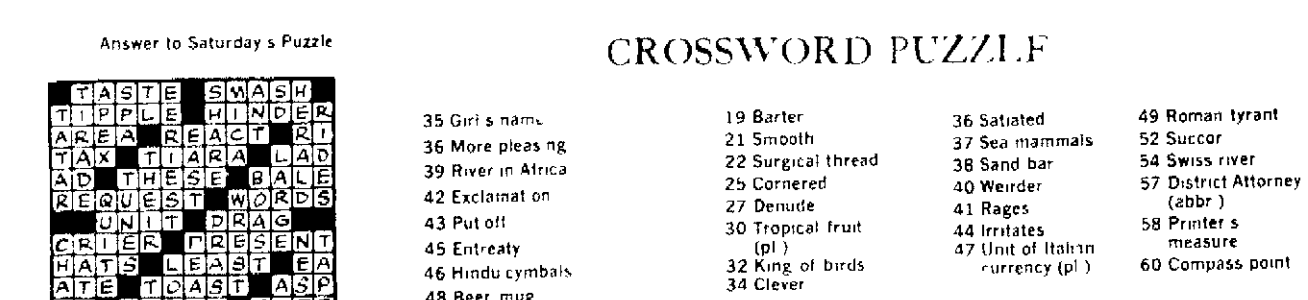 Answer to Saturday s Puzzle
TASTE SMASH
TIPPLE HINDER
AREA REACT RI
TAX TIARA LAD
AD THESE BALE
REQUEST WORDS
UNIT DRAG
CRIER PRESENT
HATS LEAST EA
ATE TOAST ASP
CROSSWORD PUZZLE
35 Girl s name
36 More pleas ng
39 River in Africa
42 Exclamat on
43 Put off
45 Entreaty
46 Hindu cymbals
48 Beer mug
19 Barter
21 Smooth
22 Surgical thread
25 Cornered
27 Denude
30 Tropical fruit
(pl )
32 King of birds
34 Clever
36 Satiated
37 Sea mammals
38 Sand bar
40 Weirder
41 Rages
44 Irritates
47 Unit of Italian
currency (pl )
49 Roman tyrant
52 Succor
54 Swiss river
57 District Attorney
(abbr )
58 Printer s
measure
60 Compass point